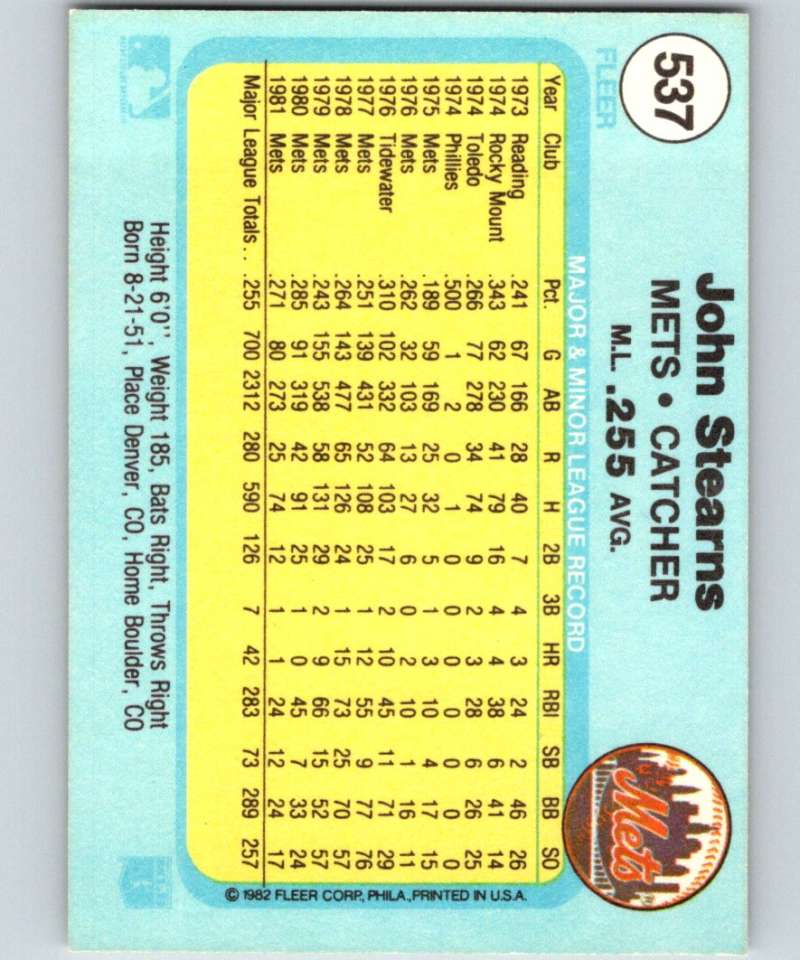 537
FLEER
John Stearns
METS • CATCHER
M.L. .255 AVG.
Mets
MAJOR & MINOR LEAGUE RECORD
Year Club Pct. G AB R H 2B 3B HR RBI SB BB SO
1973 Reading .241 67 166 28 40 7 4 3 24 2 46 26
1974 Rocky Mount .343 62 230 41 79 16 4 4 38 6 41 14
1974 Toledo .266 77 278 34 74 9 2 3 28 6 26 25
1974 Phillies .500 1 2 0 1 0 0 0 0 0 0 0
1975 Mets .189 59 169 25 32 5 1 3 10 4 17 15
1976 Mets .262 32 103 13 27 6 0 2 10 1 16 11
1976 Tidewater .310 102 332 64 103 17 2 10 45 11 71 29
1977 Mets .251 139 431 52 108 25 1 12 55 9 77 76
1978 Mets .264 143 477 65 126 24 1 15 73 25 70 57
1979 Mets .243 155 538 58 131 29 2 9 66 15 52 57
1980 Mets .285 91 319 42 91 25 1 0 45 7 33 24
1981 Mets .271 80 273 25 74 12 1 1 24 12 24 17
Major League Totals . . .255 700 2312 280 590 126 7 42 283 73 289 257
© 1982 FLEER CORP., PHILA., PRINTED IN U.S.A.
Height 6'0", Weight 185, Bats Right, Throws Right
Born 8-21-51, Place Denver, CO, Home Boulder, CO